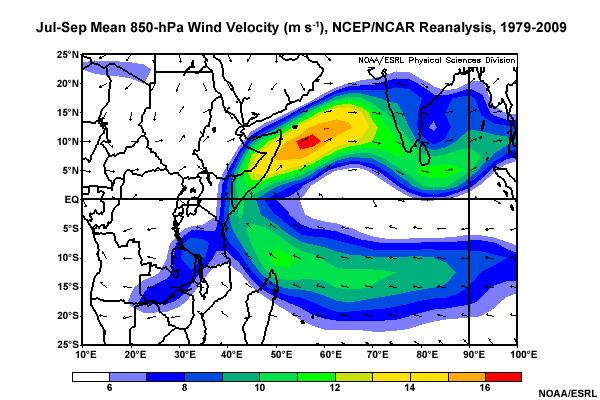 Jul-Sep Mean 850-hPa Wind Velocity (m s⁻¹), NCEP/NCAR Reanalysis, 1979-2009
NOAA/ESRL Physical Sciences Division
25°N
20°N
15°N
10°N
5°N
EQ
5°S
10°S
15°S
20°S
25°S
10°E 20°E 30°E 40°E 50°E 60°E 70°E 80°E 90°E 100°E
6 8 10 12 14 16
NOAA/ESRL